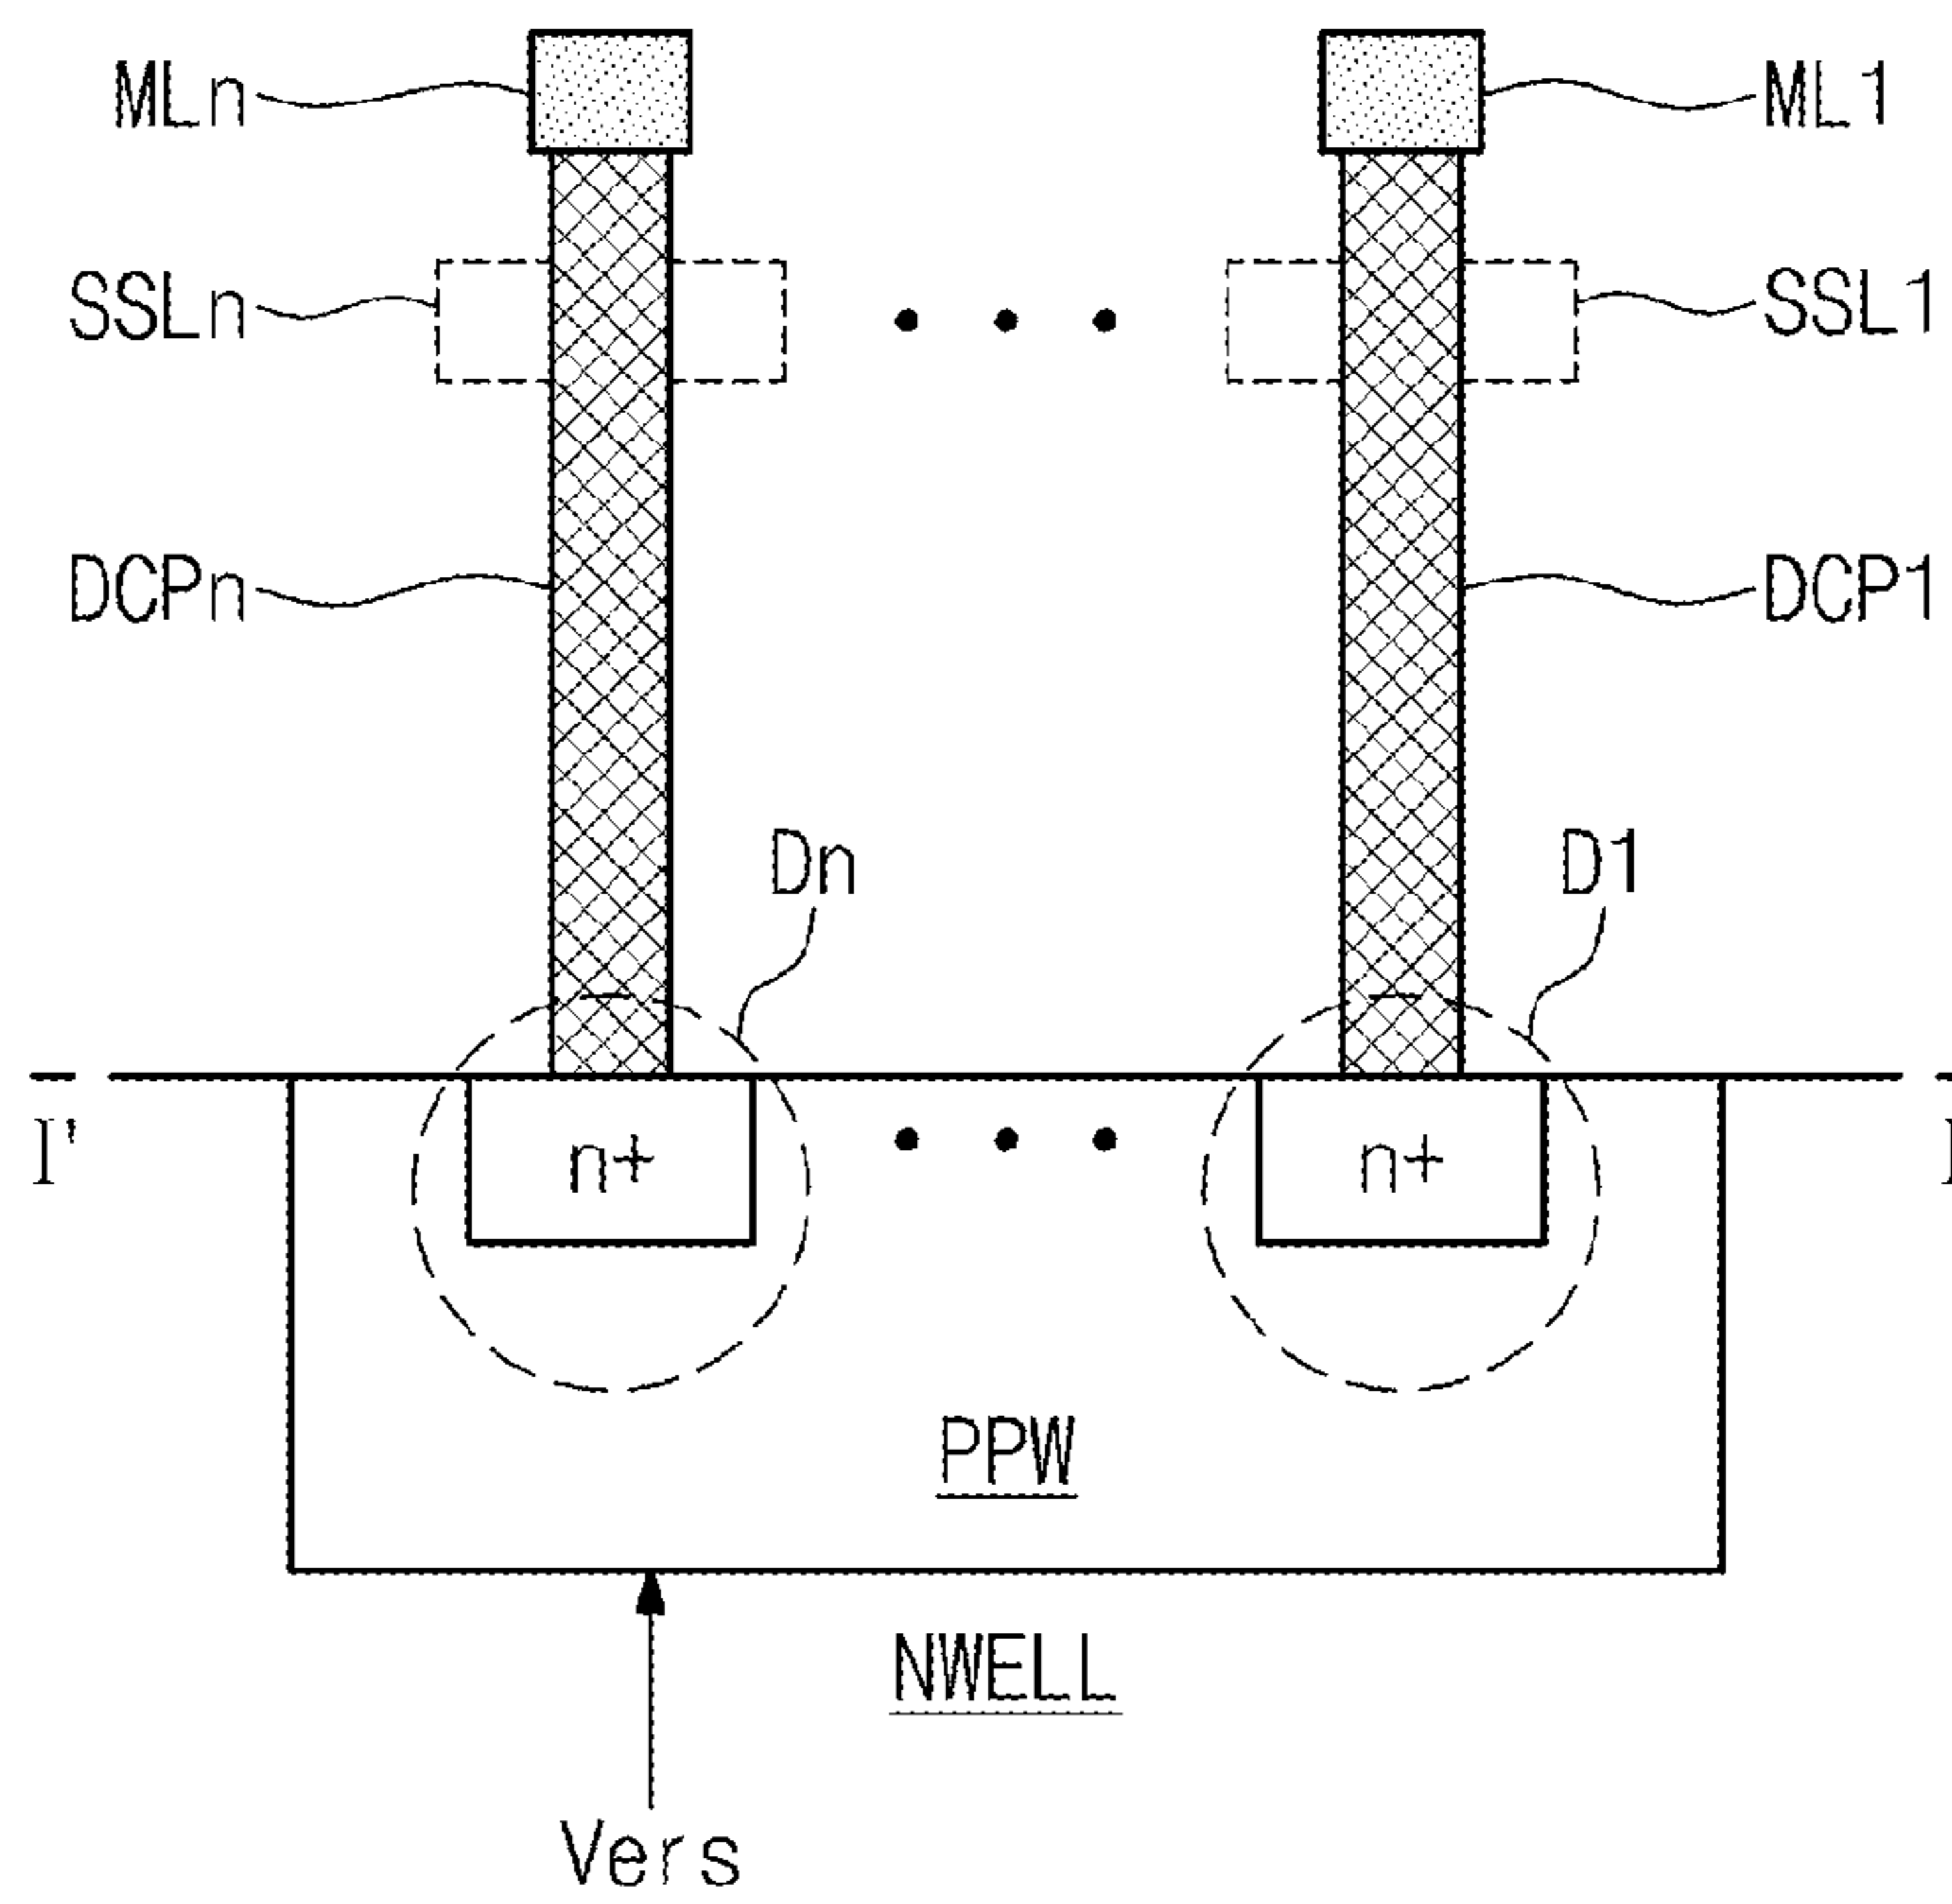 MLn ML1
SSLn SSL1
DCPn DCP1
Dn D1
I'
n+ n+
PPW
NWELL
Vers